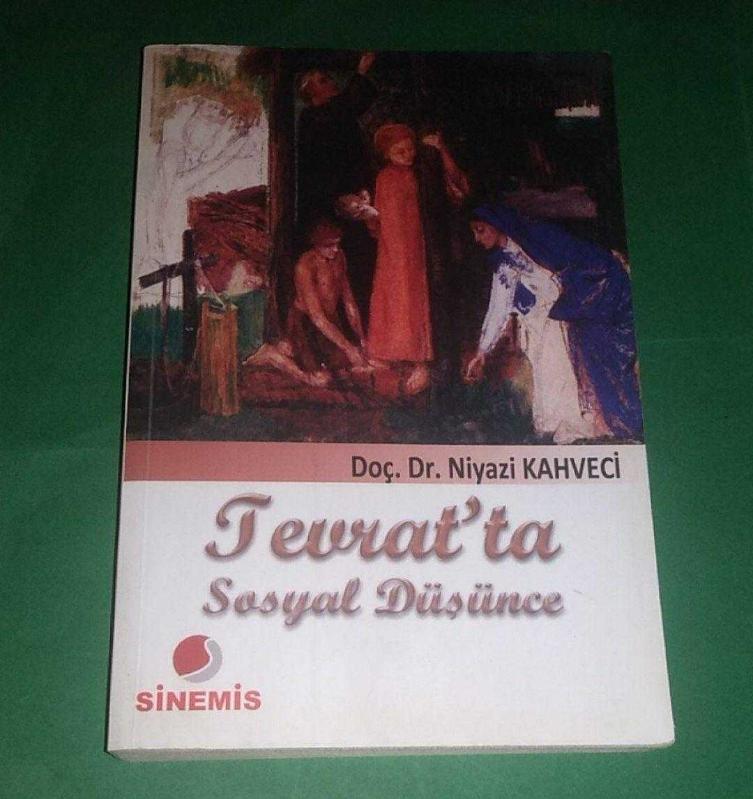 Doç. Dr. Niyazi KAHVECİ
Tevrat'ta
Sosyal Düşünce
SİNEMİS